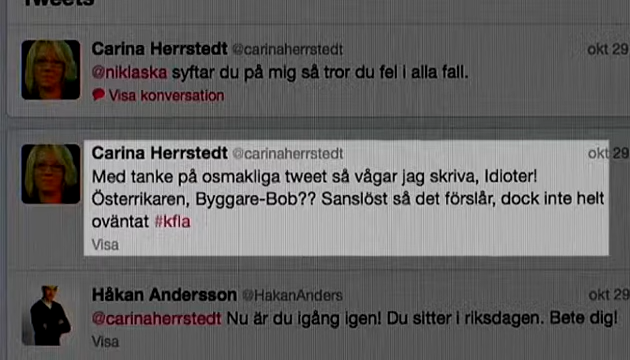 Tweets
Carina Herrstedt @carinaherrstedt okt 29
@niklaska syftar du på mig så tror du fel i alla fall.
Visa konversation
Carina Herrstedt @carinaherrstedt okt 29
Med tanke på osmakliga tweet så vågar jag skriva, Idioter!
Österrikaren, Byggare-Bob?? Sanslöst så det förslår, dock inte helt
oväntat #kfla
Visa
Håkan Andersson @HakanAnders okt 29
@carinaherrstedt Nu är du igång igen! Du sitter i riksdagen. Bete dig!
Visa